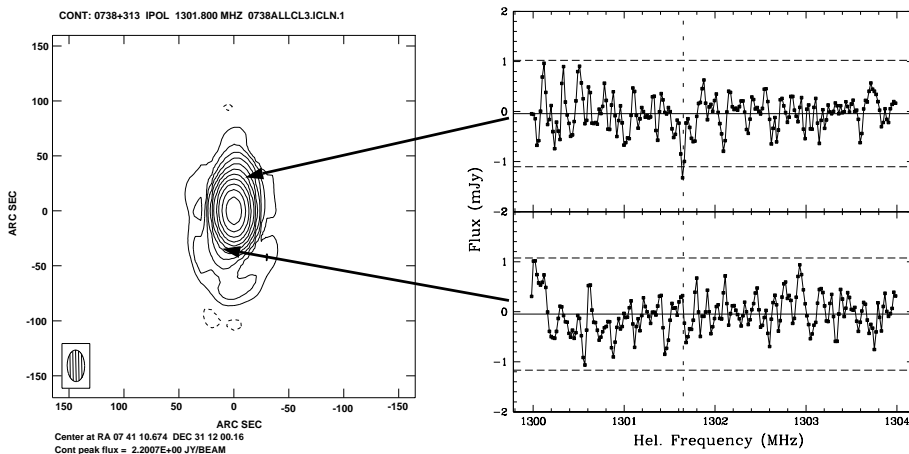 CONT: 0738+313 IPOL 1301.800 MHZ 0738ALLCL3.ICLN.1
150
100
50
0
-50
-100
-150
ARC SEC
150 100 50 0 -50 -100 -150
ARC SEC
Center at RA 07 41 10.674 DEC 31 12 00.16
Cont peak flux = 2.2007E+00 JY/BEAM
2
1
0
-1
-2
2
1
0
-1
-2
Flux (mJy)
1300 1301 1302 1303 1304
Hel. Frequency (MHz)